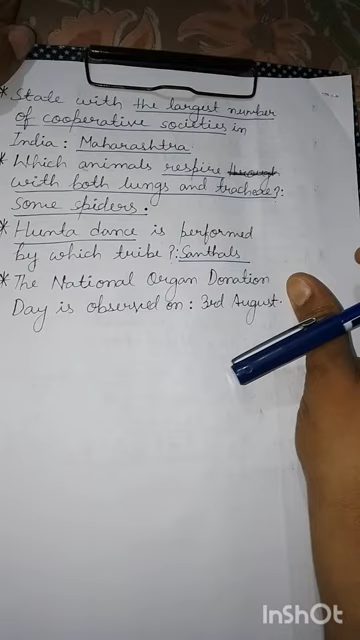 * State with the largest number
of cooperative societies in
India : Maharashtra.
* Which animals respire through
with both lungs and tracheae?:
Some spiders.
* Hunta dance is performed
by which tribe?: Santhals
* The National Organ Donation
Day is observed on : 3rd August.
InShOt